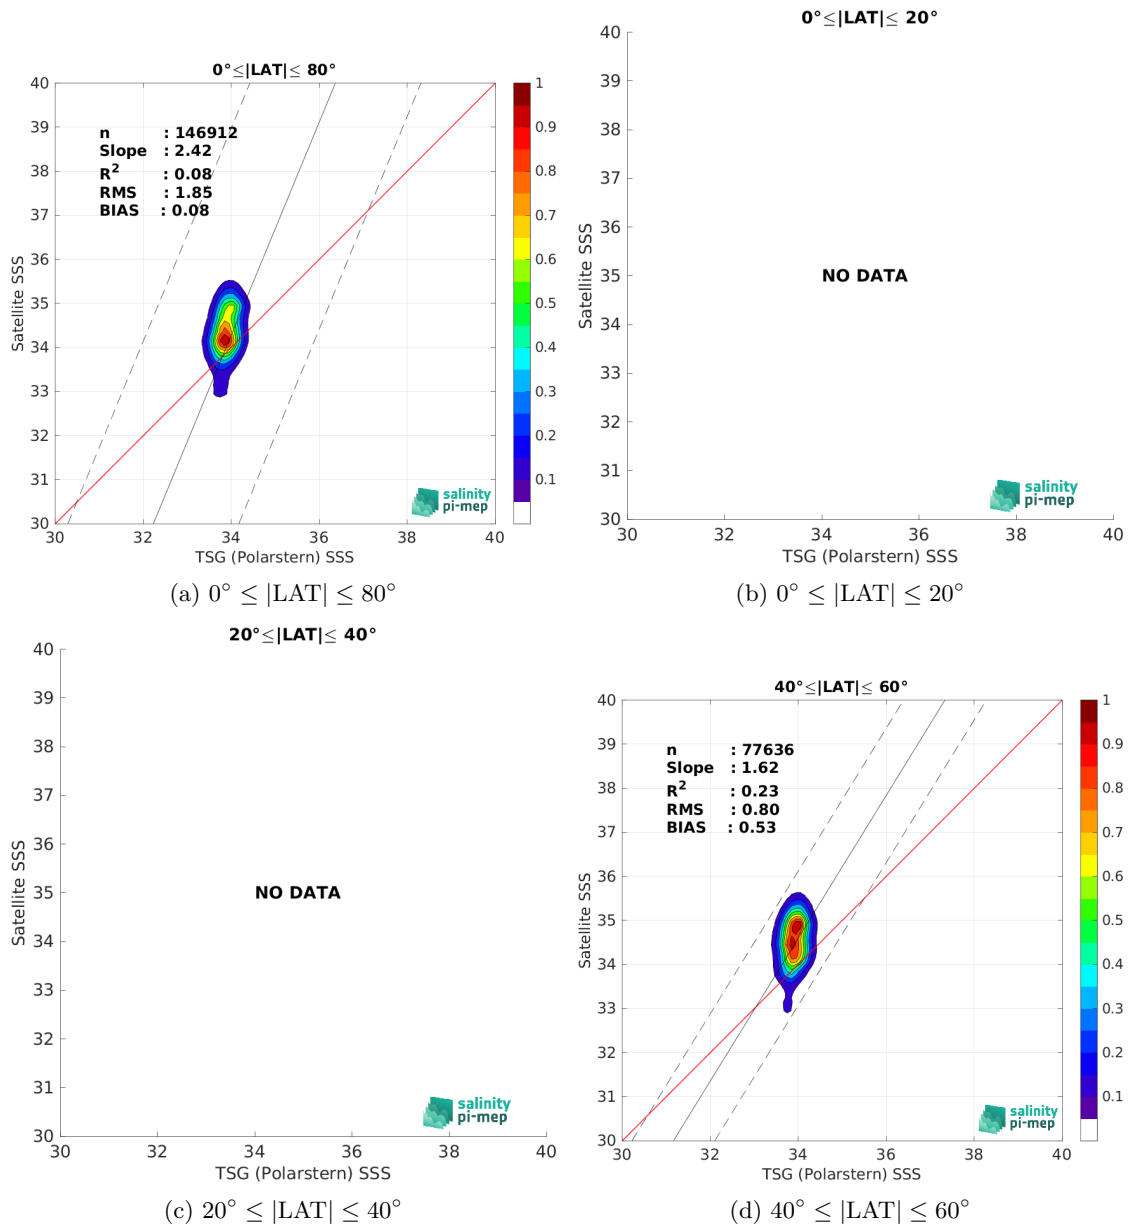 0°≤|LAT|≤ 80°
40
39
38
37
36
35
34
33
32
31
30
Satellite SSS
n : 146912
Slope : 2.42
R² : 0.08
RMS : 1.85
BIAS : 0.08
salinity
pi-mep
30 32 34 36 38 40
TSG (Polarstern) SSS
1
0.9
0.8
0.7
0.6
0.5
0.4
0.3
0.2
0.1
(a) 0° ≤ |LAT| ≤ 80°
0°≤|LAT|≤ 20°
40
39
38
37
36
35
34
33
32
31
30
Satellite SSS
NO DATA
salinity
pi-mep
30 32 34 36 38 40
TSG (Polarstern) SSS
(b) 0° ≤ |LAT| ≤ 20°
20°≤|LAT|≤ 40°
40
39
38
37
36
35
34
33
32
31
30
Satellite SSS
NO DATA
salinity
pi-mep
30 32 34 36 38 40
TSG (Polarstern) SSS
(c) 20° ≤ |LAT| ≤ 40°
40°≤|LAT|≤ 60°
40
39
38
37
36
35
34
33
32
31
30
Satellite SSS
n : 77636
Slope : 1.62
R² : 0.23
RMS : 0.80
BIAS : 0.53
salinity
pi-mep
30 32 34 36 38 40
TSG (Polarstern) SSS
1
0.9
0.8
0.7
0.6
0.5
0.4
0.3
0.2
0.1
(d) 40° ≤ |LAT| ≤ 60°